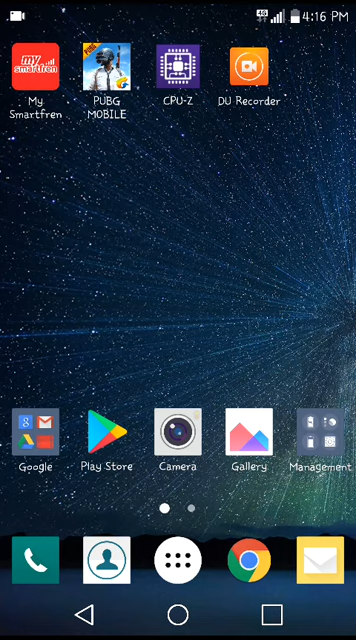 4G 4:16 PM
my
smartfren
PUBG
My
Smartfren
PUBG
MOBILE
CPU-Z
DU Recorder
Google
Play Store
Camera
Gallery
Management